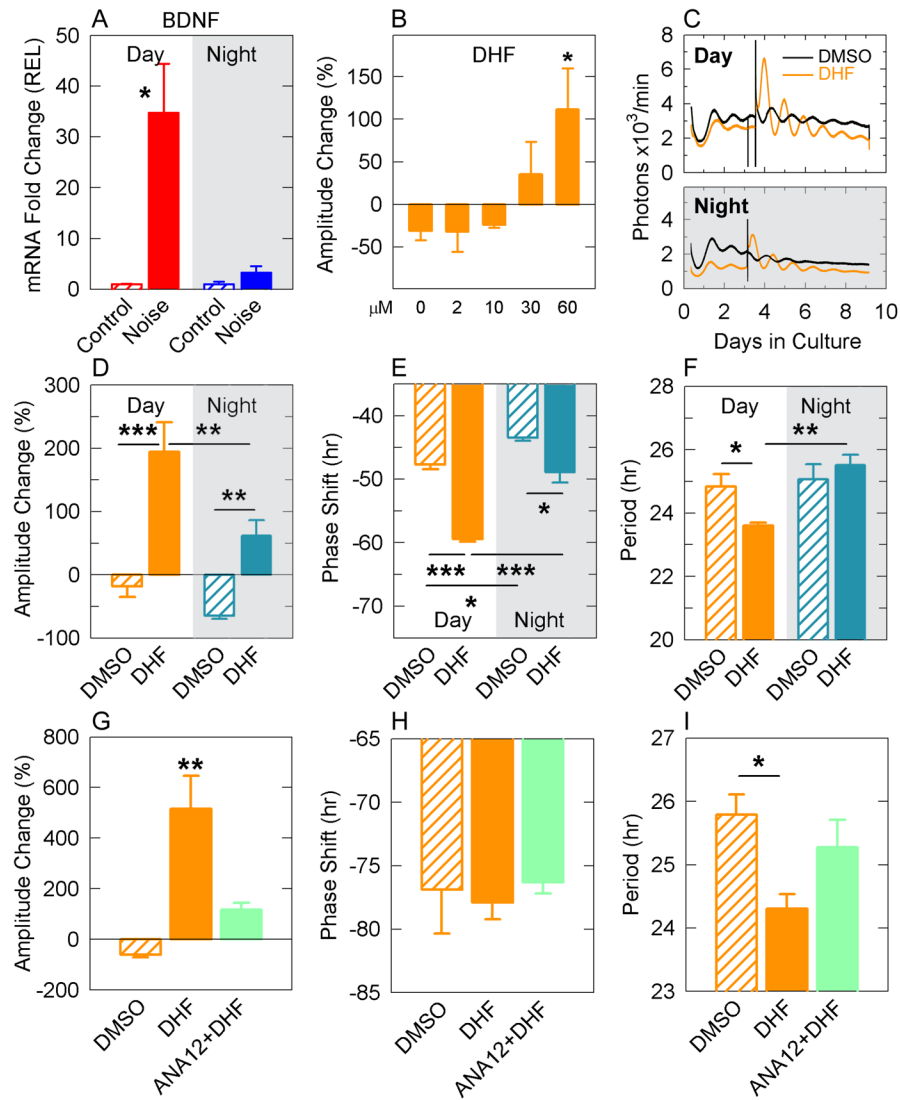 A
BDNF
Day
Night
mRNA Fold Change (REL)
50
40
30
20
10
0
*
Control
Noise
Control
Noise
B
DHF
Amplitude Change (%)
150
100
50
0
-50
*
µM
0
2
10
30
60
C
Day
DMSO
DHF
Photons x10³/min
8
6
4
2
0
Night
6
4
2
0
0
2
4
6
8
10
Days in Culture
D
Day
Night
Amplitude Change (%)
300
200
100
0
-100
***
**
**
DMSO
DHF
DMSO
DHF
E
Phase Shift (hr)
-40
-50
-60
-70
*
***
***
*
Day
Night
DMSO
DHF
DMSO
DHF
F
Day
Night
Period (hr)
28
26
24
22
20
*
**
DMSO
DHF
DMSO
DHF
G
Amplitude Change (%)
800
600
400
200
0
-200
**
DMSO
DHF
ANA12+DHF
H
Phase Shift (hr)
-65
-70
-75
-80
-85
DMSO
DHF
ANA12+DHF
I
Period (hr)
27
26
25
24
23
*
DMSO
DHF
ANA12+DHF